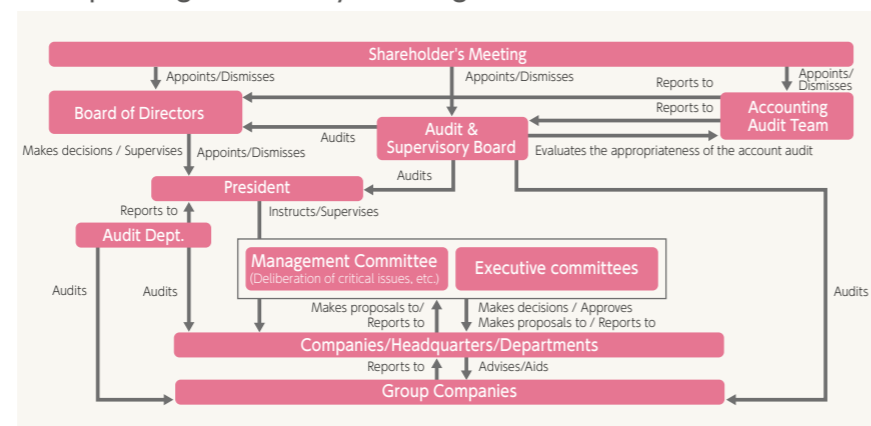 Shareholder's Meeting
Appoints/Dismisses
Appoints/Dismisses
Appoints/
Dismisses
Reports to
Board of Directors
Reports to
Accounting
Audit Team
Audits
Audit &
Supervisory Board
Makes decisions / Supervises
Appoints/Dismisses
Evaluates the appropriateness of the account audit
Audits
President
Reports to
Instructs/Supervises
Audit Dept.
Management Committee
(Deliberation of critical issues, etc.)
Executive committees
Audits
Audits
Audits
Makes proposals to/
Reports to
Makes decisions / Approves
Makes proposals to / Reports to
Companies/Headquarters/Departments
Reports to
Advises/Aids
Group Companies